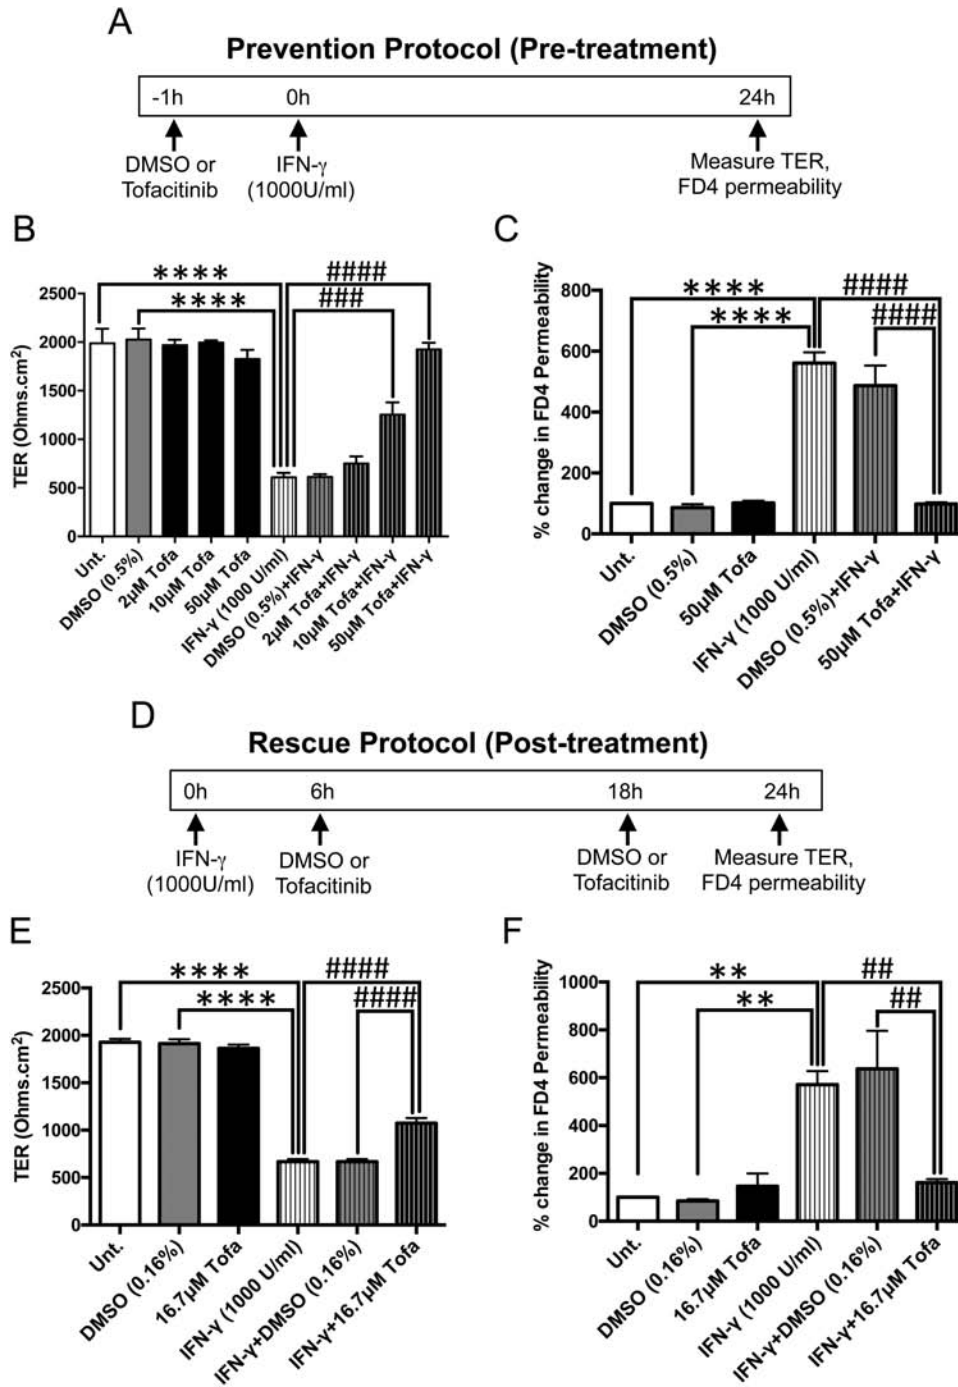 A
Prevention Protocol (Pre-treatment)
-1h 0h 24h
DMSO or
Tofacitinib
IFN-γ
(1000U/ml)
Measure TER,
FD4 permeability
B
TER (Ohms.cm²)
2500
2000
1500
1000
500
0
**** ####
**** ###
Unt.
DMSO (0.5%)
2µM Tofa
10µM Tofa
50µM Tofa
IFN-γ (1000 U/ml)
DMSO (0.5%)+IFN-γ
2µM Tofa+IFN-γ
10µM Tofa+IFN-γ
50µM Tofa+IFN-γ
C
% change in FD4 Permeability
800
600
400
200
0
**** ####
**** ####
Unt.
DMSO (0.5%)
50µM Tofa
IFN-γ (1000 U/ml)
DMSO (0.5%)+IFN-γ
50µM Tofa+IFN-γ
D
Rescue Protocol (Post-treatment)
0h 6h 18h 24h
IFN-γ
(1000U/ml)
DMSO or
Tofacitinib
DMSO or
Tofacitinib
Measure TER,
FD4 permeability
E
TER (Ohms.cm²)
2500
2000
1500
1000
500
0
**** ####
**** ####
Unt.
DMSO (0.16%)
16.7µM Tofa
IFN-γ (1000 U/ml)
IFN-γ+DMSO (0.16%)
IFN-γ+16.7µM Tofa
F
% change in FD4 Permeability
1000
800
600
400
200
0
** ##
** ##
Unt.
DMSO (0.16%)
16.7µM Tofa
IFN-γ (1000 U/ml)
IFN-γ+DMSO (0.16%)
IFN-γ+16.7µM Tofa